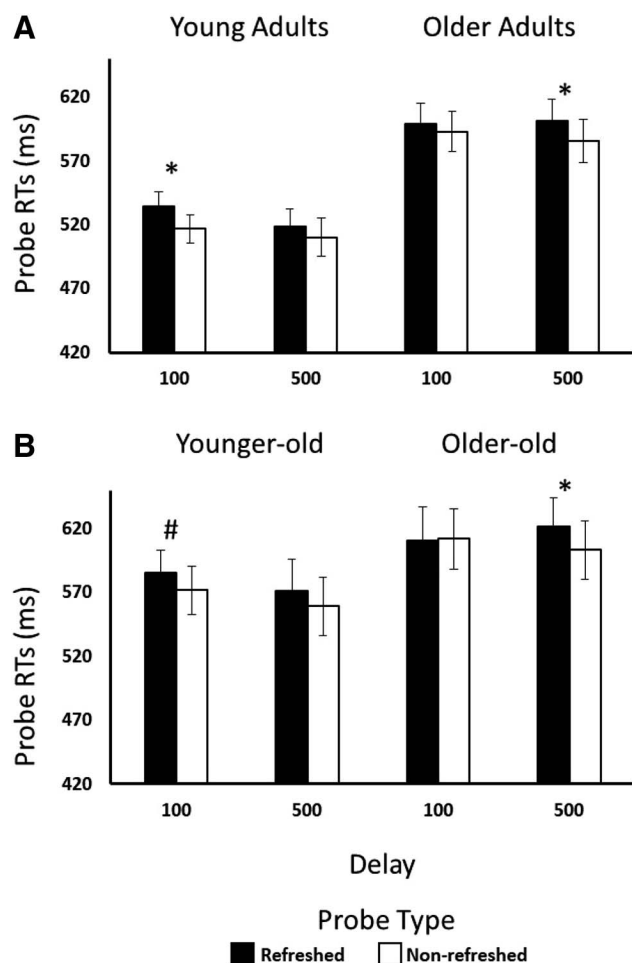 A
Young Adults Older Adults
Probe RTs (ms)
620
570
520
470
420
*
*
100 500 100 500
B
Younger-old Older-old
Probe RTs (ms)
620
570
520
470
420
#
*
100 500 100 500
Delay
Probe Type
Refreshed Non-refreshed